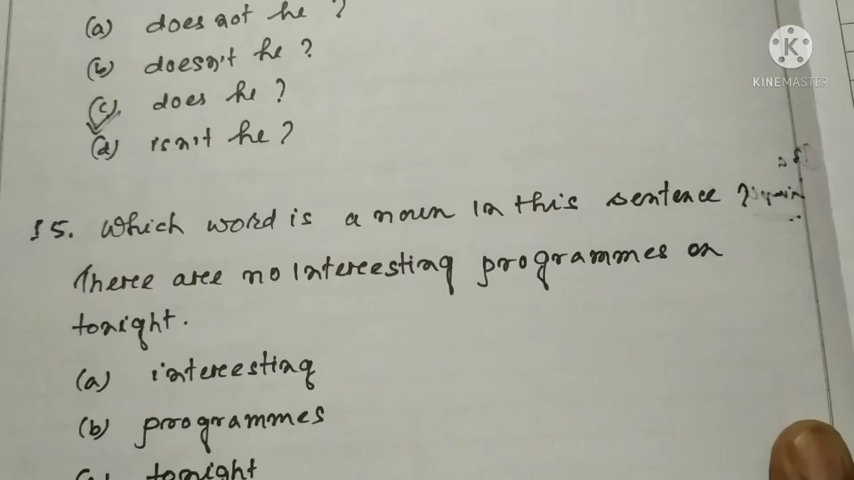 (a) does not he ?
(b) doesn't he ?
(c) does he ?
(d) isn't he ?
K
KINEMASTER
15. Which word is a noun in this sentence ?
There are no interesting programmes on
tonight.
(a) interesting
(b) programmes
(c) tonight